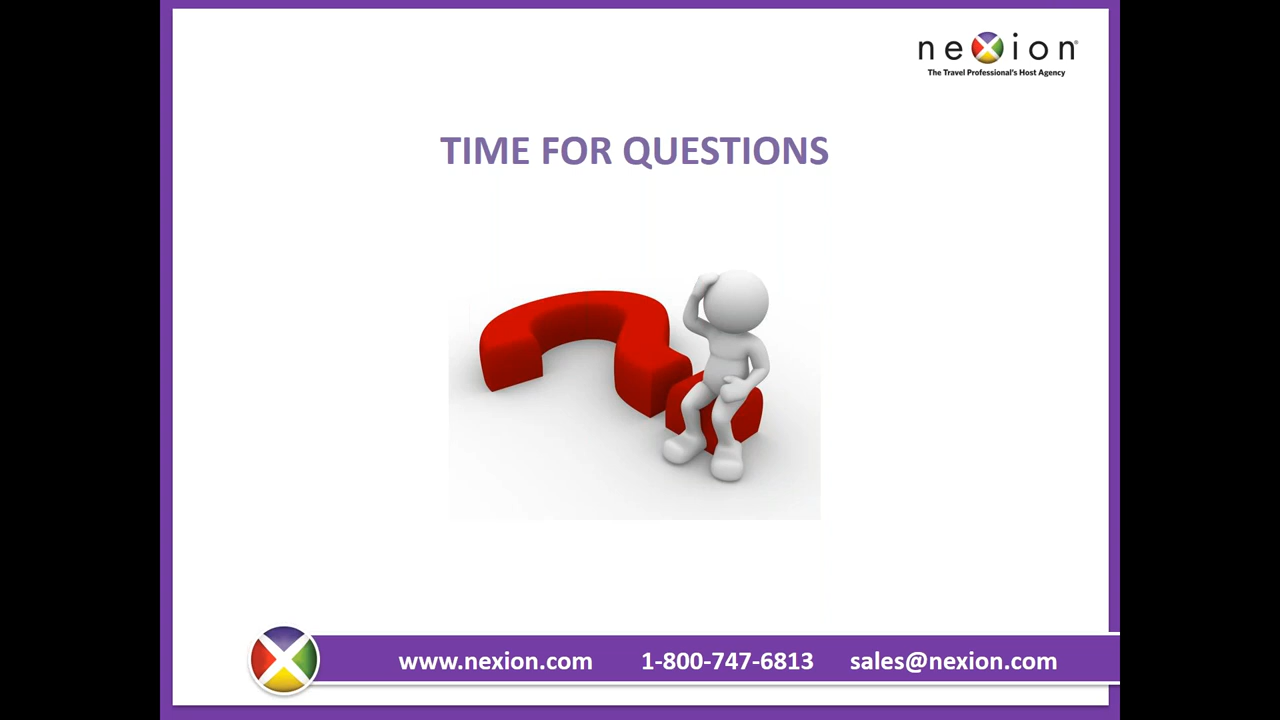 nexion®
The Travel Professional's Host Agency
TIME FOR QUESTIONS
www.nexion.com 1-800-747-6813 sales@nexion.com